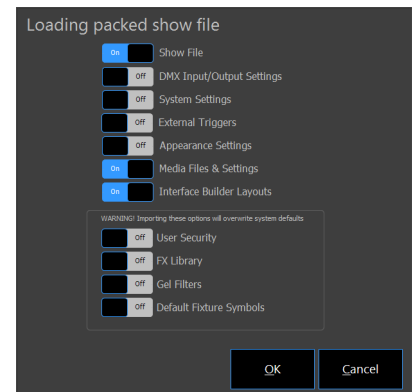 Loading packed show file
On Show File
Off DMX Input/Output Settings
Off System Settings
Off External Triggers
Off Appearance Settings
On Media Files & Settings
On Interface Builder Layouts
WARNING! Importing these options will overwrite system defaults
Off User Security
Off FX Library
Off Gel Filters
Off Default Fixture Symbols
OK Cancel